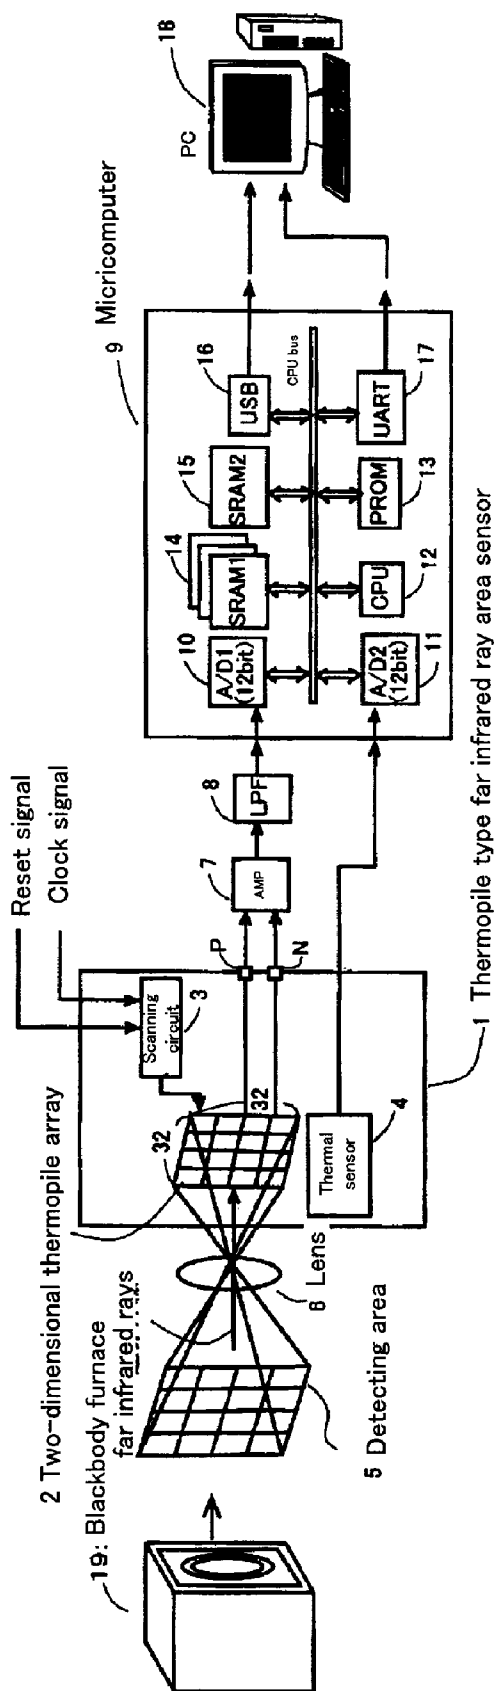 19: Blackbody furnace
far infrared rays
2 Two-dimensional thermopile array
5 Detecting area
6
Lens
32
32
Scanning
circuit
3
Thermal
sensor
4
Reset signal
Clock signal
P
N
1 Thermopile type far infrared ray area sensor
7
AMP
8
LPF
9 Micricomputer
10
A/D1
(12bit)
14
SRAM1
15
SRAM2
16
USB
CPU bus
A/D2
(12bit)
11
CPU
12
PROM
13
UART
17
PC
18